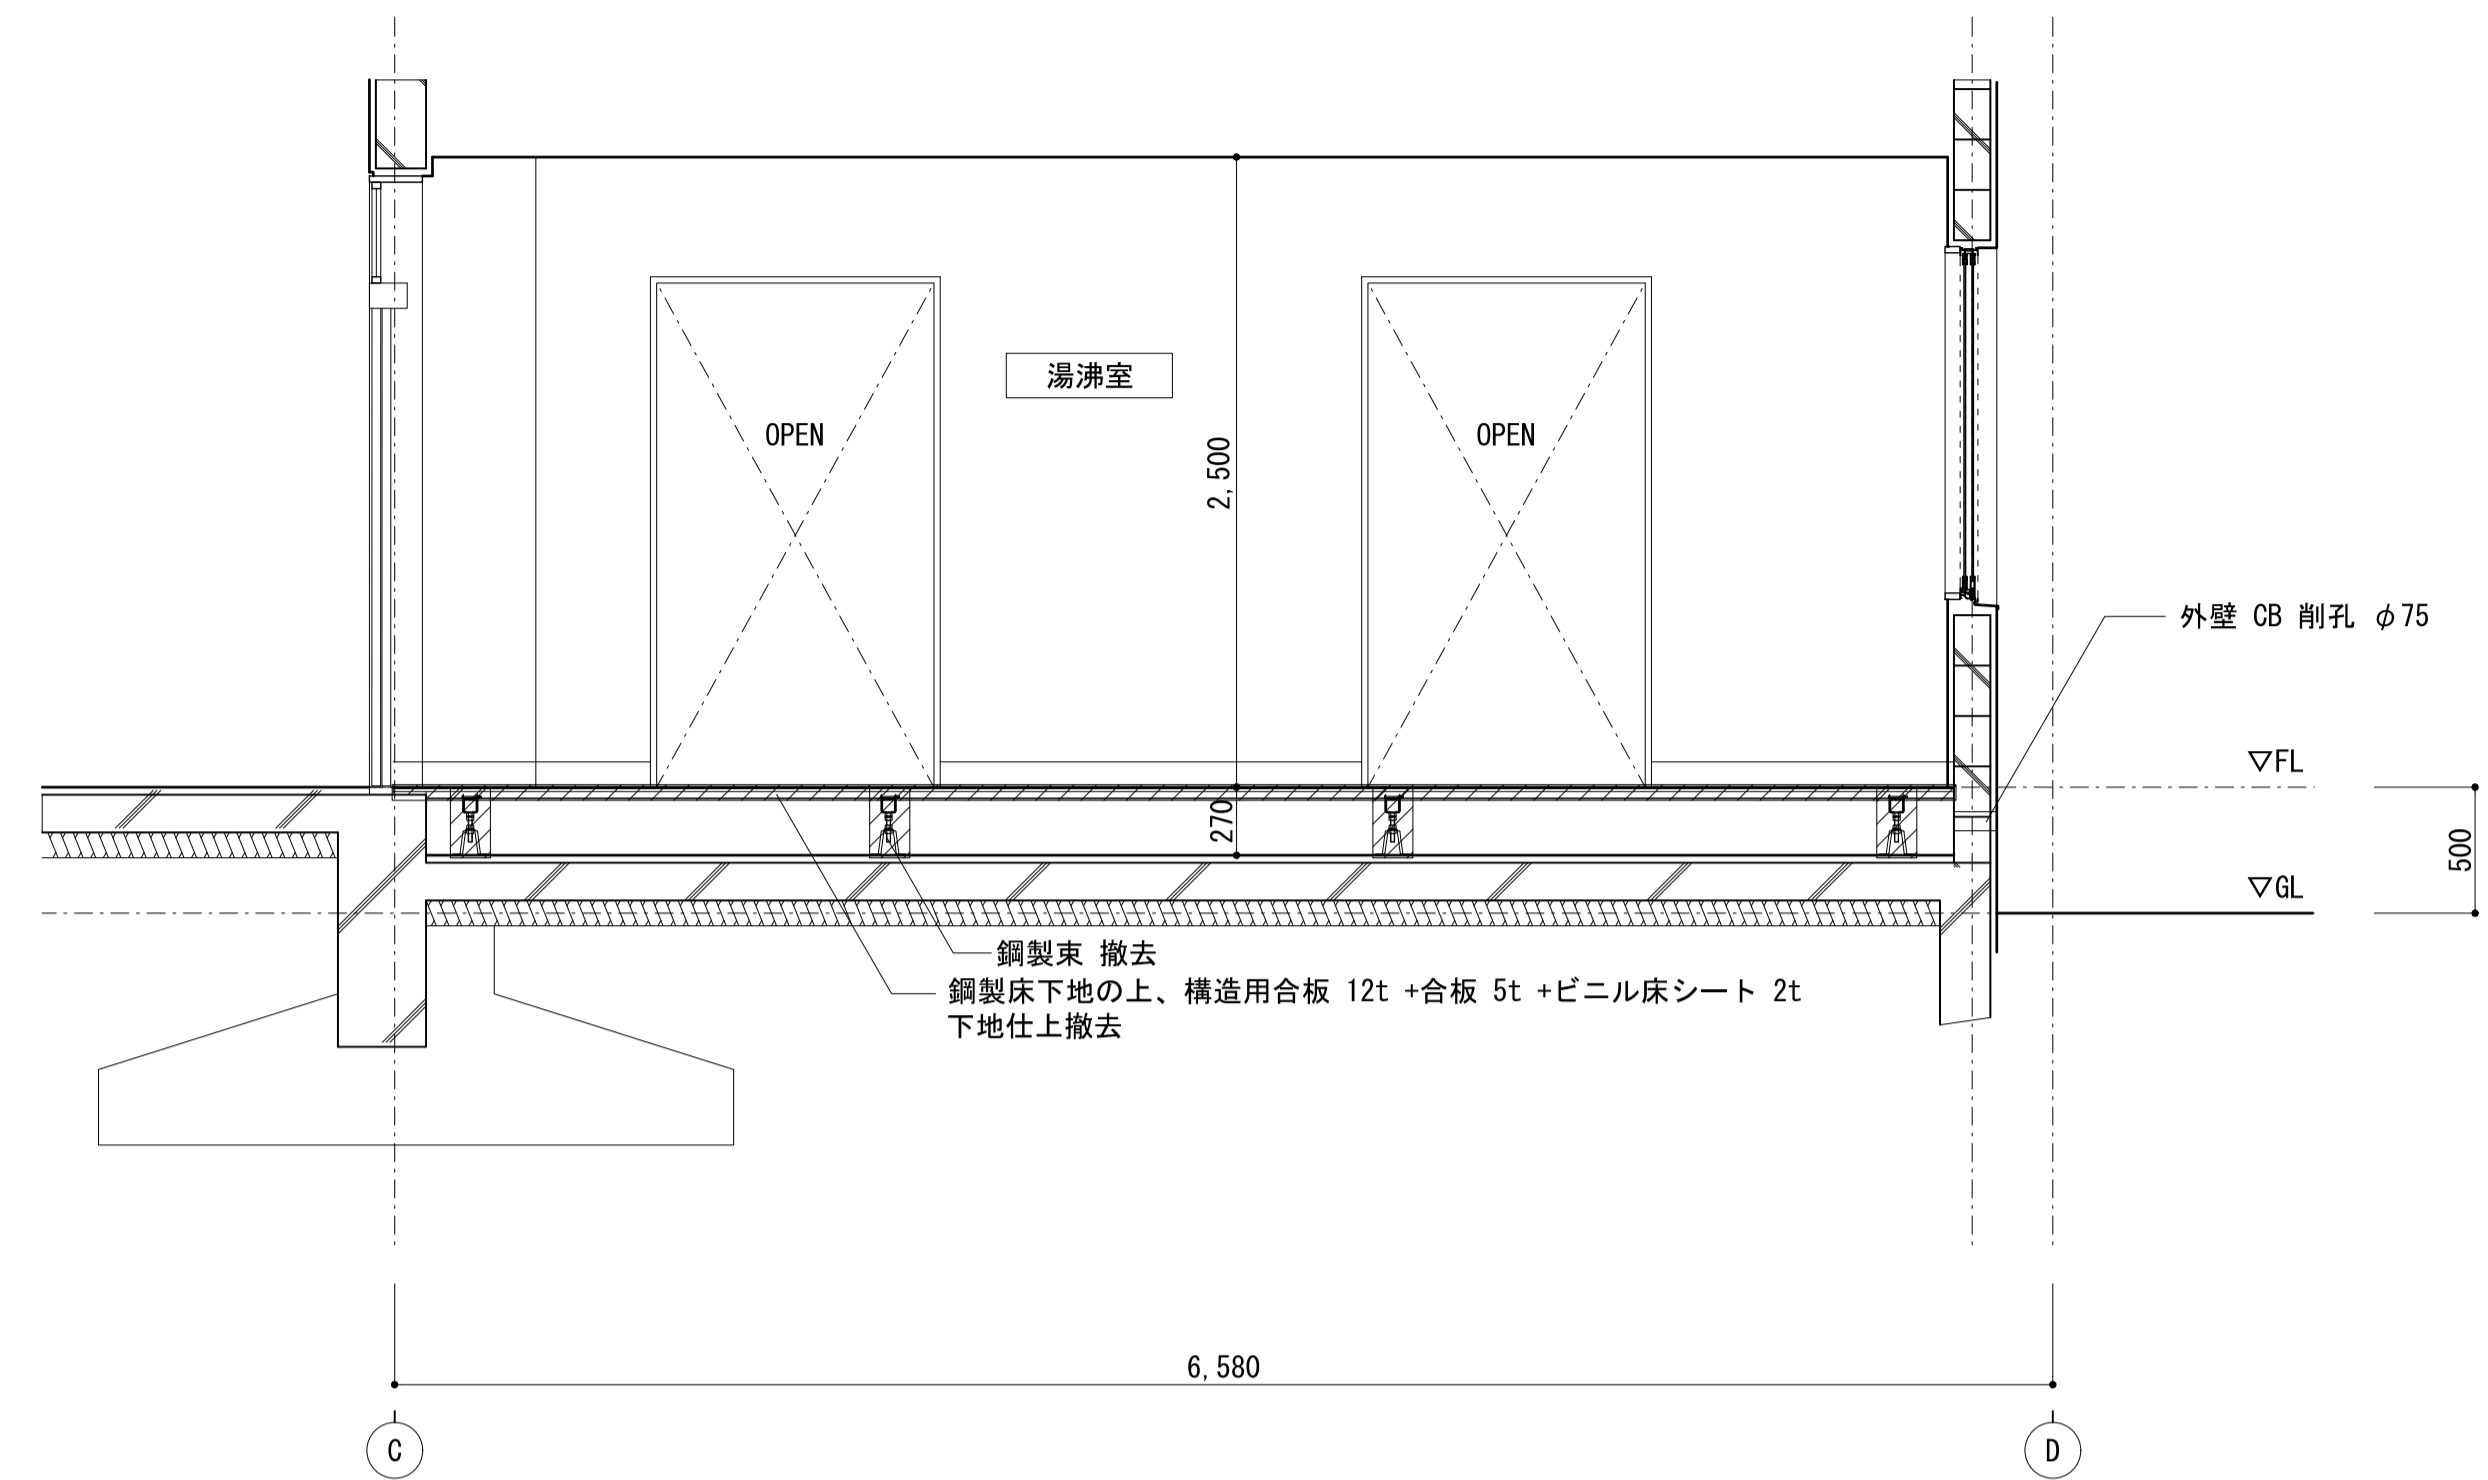 湯沸室
OPEN
OPEN
2,500
外壁 CB 削孔 φ75
▽FL
270
500
▽GL
鋼製束 撤去
鋼製床下地の上、構造用合板 12t +合板 5t +ビニル床シート 2t
下地仕上撤去
6,580
C
D